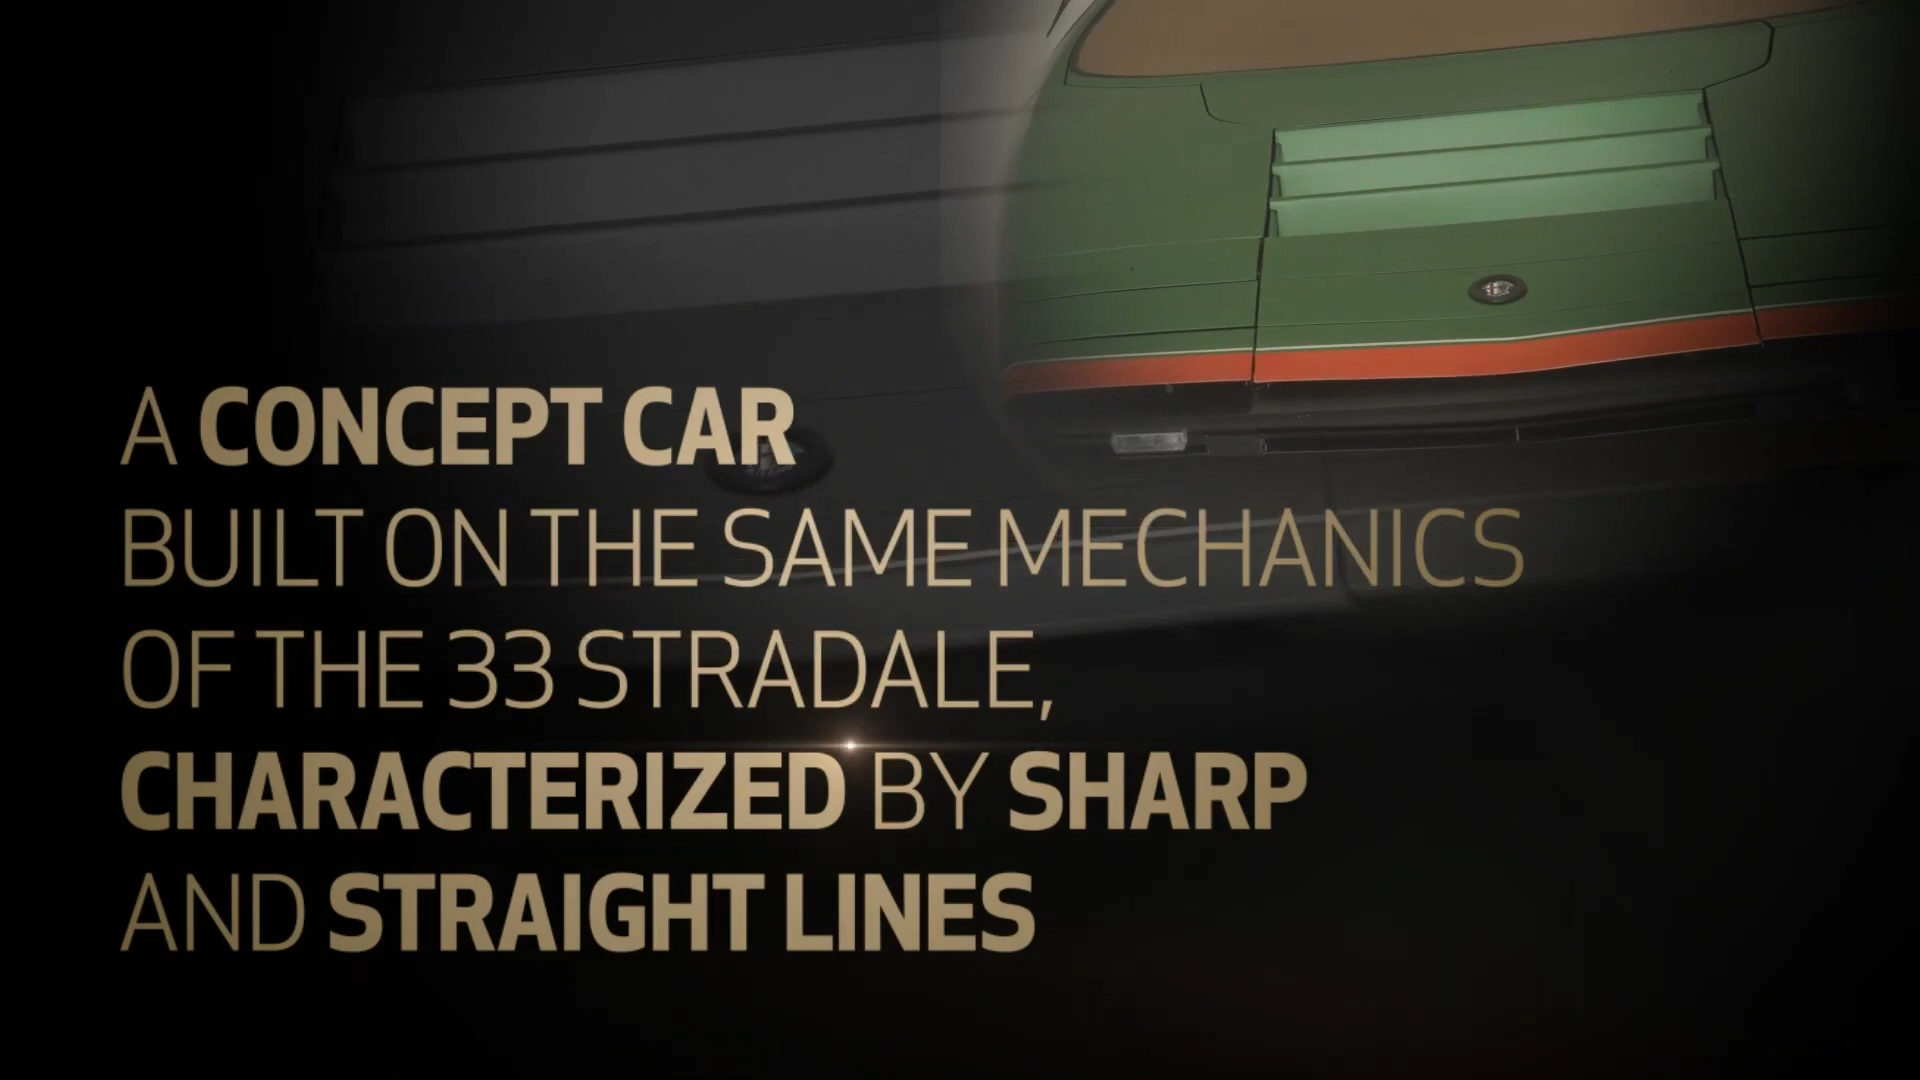 A CONCEPT CAR
BUILT ON THE SAME MECHANICS
OF THE 33 STRADALE,
CHARACTERIZED BY SHARP
AND STRAIGHT LINES